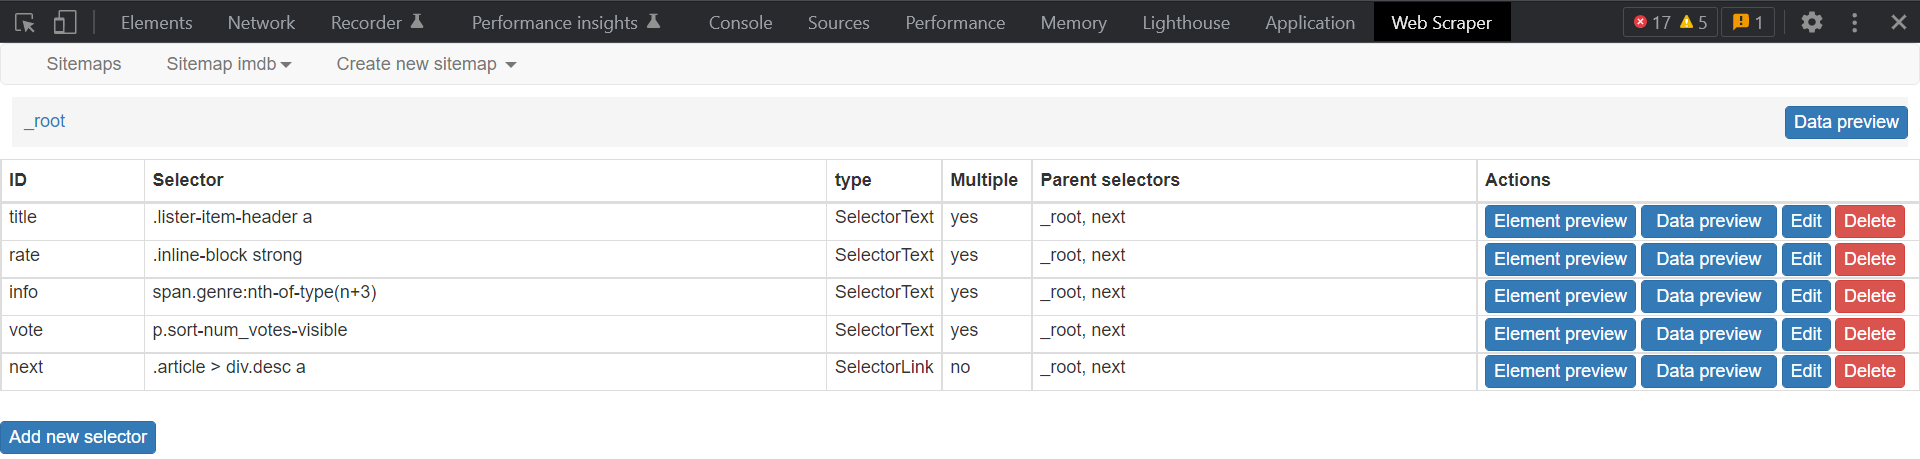 Elements Network Recorder Performance insights Console Sources Performance Memory Lighthouse Application Web Scraper 17 5 1
Sitemaps Sitemap imdb Create new sitemap
_root Data preview
ID Selector type Multiple Parent selectors Actions
title .lister-item-header a SelectorText yes _root, next Element preview Data preview Edit Delete
rate .inline-block strong SelectorText yes _root, next Element preview Data preview Edit Delete
info span.genre:nth-of-type(n+3) SelectorText yes _root, next Element preview Data preview Edit Delete
vote p.sort-num_votes-visible SelectorText yes _root, next Element preview Data preview Edit Delete
next .article > div.desc a SelectorLink no _root, next Element preview Data preview Edit Delete
Add new selector